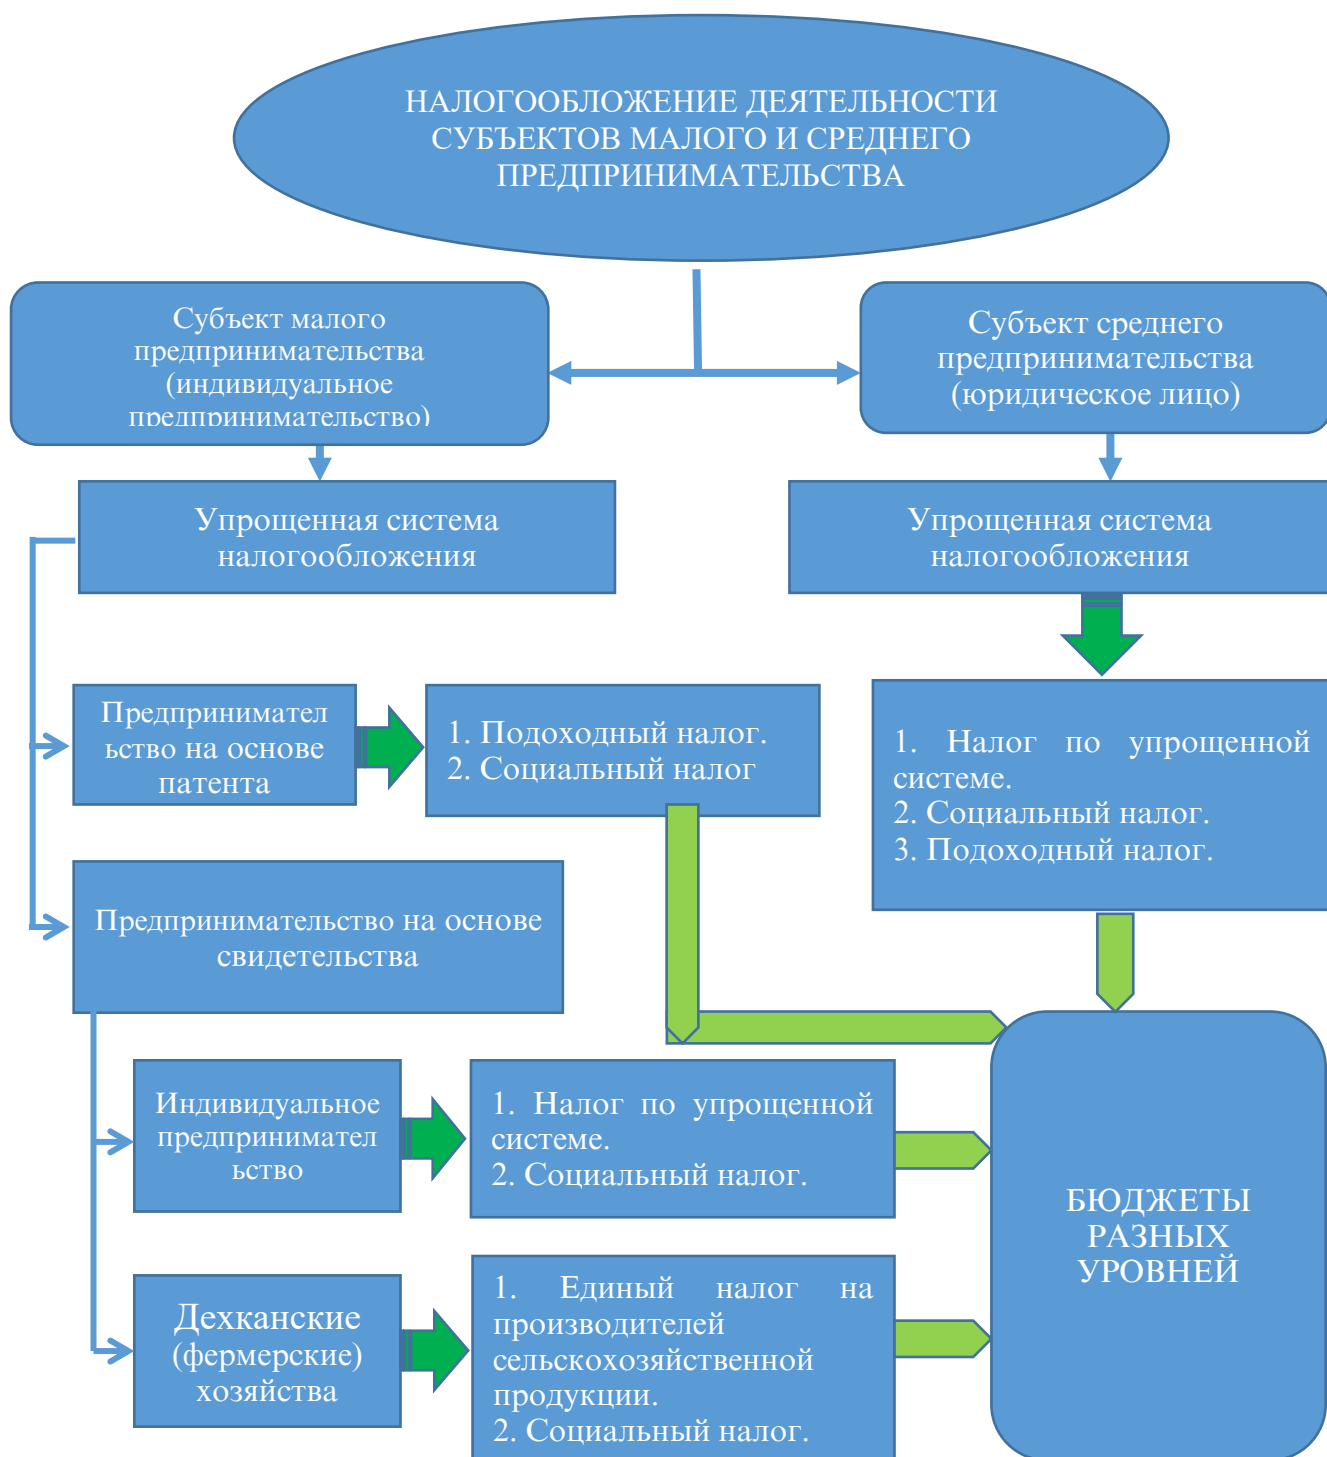 НАЛОГООБЛОЖЕНИЕ ДЕЯТЕЛЬНОСТИ
СУБЪЕКТОВ МАЛОГО И СРЕДНЕГО
ПРЕДПРИНИМАТЕЛЬСТВА
Субъект малого
предпринимательства
(индивидуальное
предпринимательство)
Субъект среднего
предпринимательства
(юридическое лицо)
Упрощенная система
налогообложения
Упрощенная система
налогообложения
Предпринимател
ьство на основе
патента
1. Подоходный налог.
2. Социальный налог
1. Налог по упрощенной
системе.
2. Социальный налог.
3. Подоходный налог.
Предпринимательство на основе
свидетельства
Индивидуальное
предпринимател
ьство
1. Налог по упрощенной
системе.
2. Социальный налог.
БЮДЖЕТЫ
РАЗНЫХ
УРОВНЕЙ
Дехканские
(фермерские)
хозяйства
1. Единый налог на
производителей
сельскохозяйственной
продукции.
2. Социальный налог.